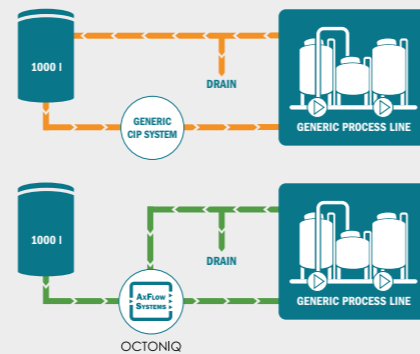 1000 l
DRAIN
GENERIC
CIP SYSTEM
GENERIC PROCESS LINE
1000 l
DRAIN
AxFlow
Systems
GENERIC PROCESS LINE
OCTONIQ